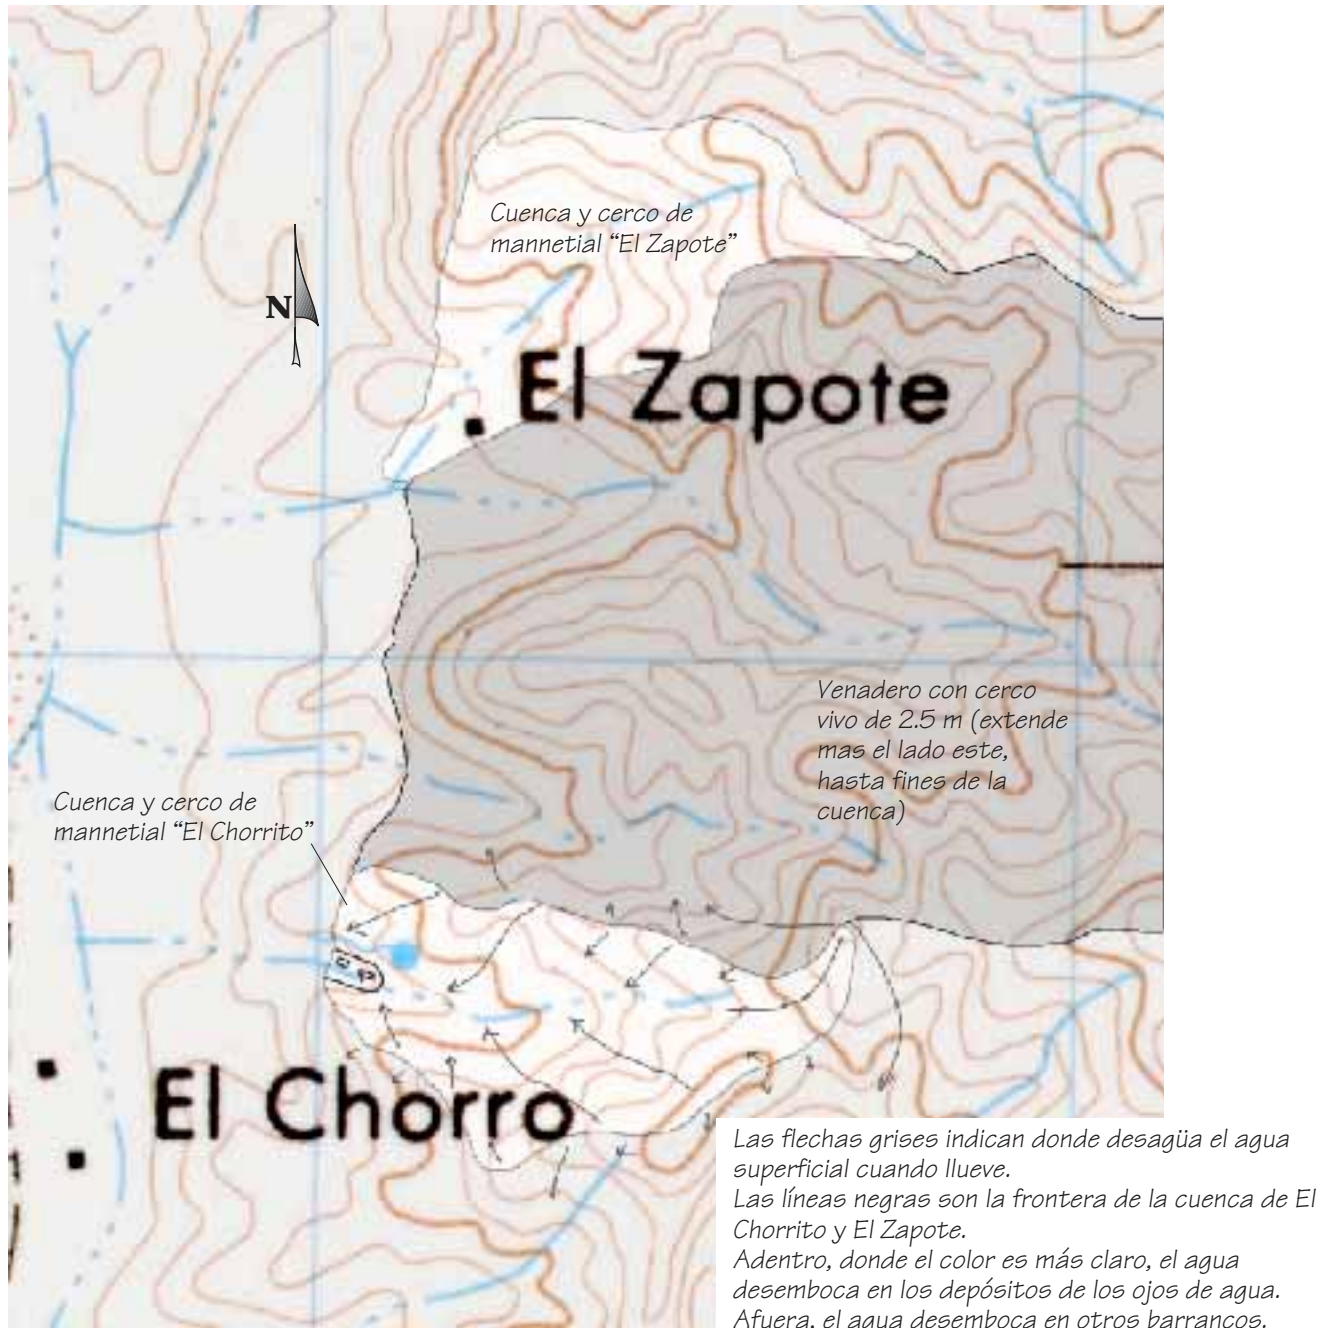 Cuenca y cerco de
mannetial “El Zapote”
N
El Zapote
Venadero con cerco
vivo de 2.5 m (extende
mas el lado este,
hasta fines de la
cuenca)
Cuenca y cerco de
mannetial “El Chorrito”
El Chorro
Las flechas grises indican donde desagüa el agua
superficial cuando llueve.
Las líneas negras son la frontera de la cuenca de El
Chorrito y El Zapote.
Adentro, donde el color es más claro, el agua
desemboca en los depósitos de los ojos de agua.
Afuera, el agua desemboca en otros barrancos.